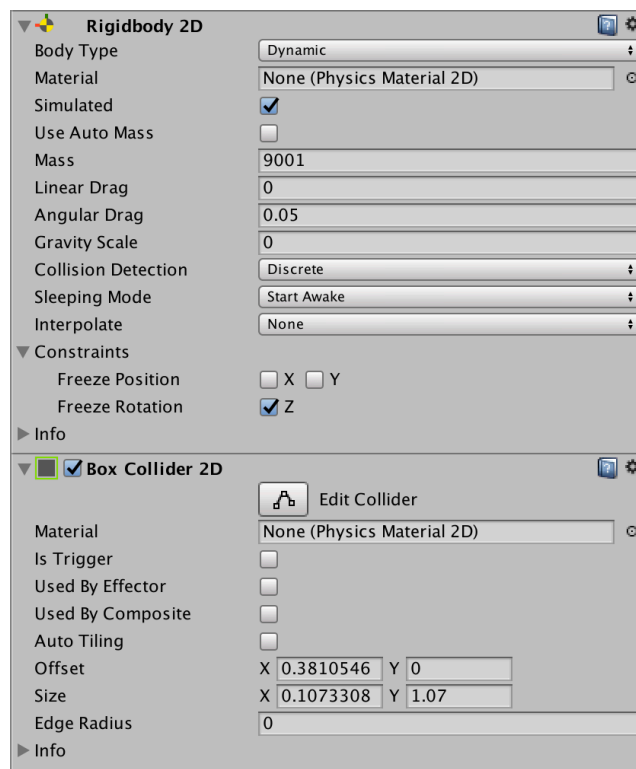 Rigidbody 2D
Body Type Dynamic
Material None (Physics Material 2D)
Simulated
Use Auto Mass
Mass 9001
Linear Drag 0
Angular Drag 0.05
Gravity Scale 0
Collision Detection Discrete
Sleeping Mode Start Awake
Interpolate None
Constraints
Freeze Position X Y
Freeze Rotation Z
Info
Box Collider 2D
Edit Collider
Material None (Physics Material 2D)
Is Trigger
Used By Effector
Used By Composite
Auto Tiling
Offset X 0.3810546 Y 0
Size X 0.1073308 Y 1.07
Edge Radius 0
Info